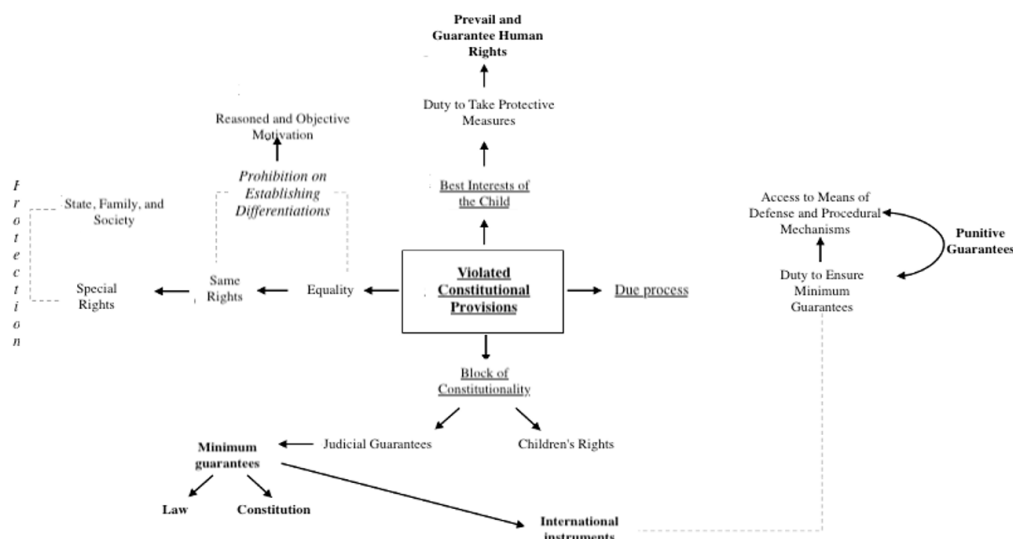 Prevail and
Guarantee Human
Rights
Duty to Take Protective
Measures
Reasoned and Objective
Motivation
Prohibition on
Establishing
Differentiations
Best Interests of
the Child
Protection
State, Family, and
Society
Special
Rights
Same
Rights
Equality
Violated
Constitutional
Provisions
Due process
Access to Means of
Defense and Procedural
Mechanisms
Punitive
Guarantees
Duty to Ensure
Minimum
Guarantees
Block of
Constitutionality
Judicial Guarantees
Children's Rights
Minimum
guarantees
Law
Constitution
International
instruments